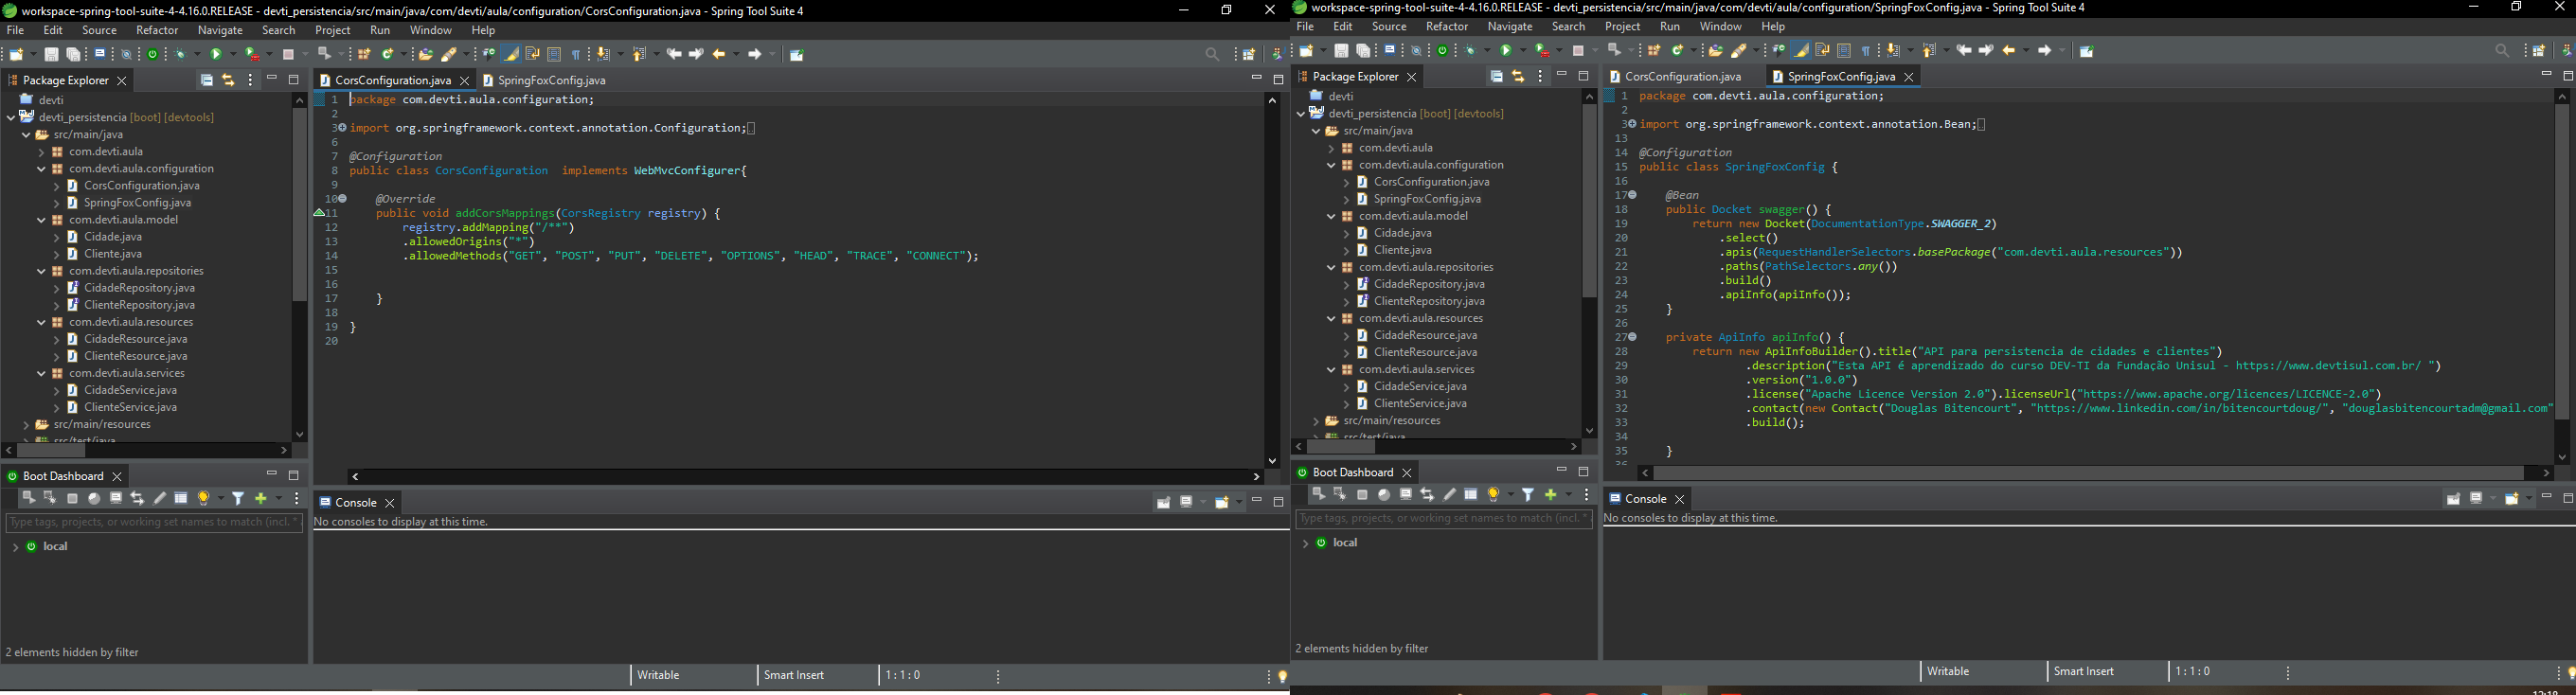 workspace-spring-tool-suite-4-4.16.0.RELEASE - devti_persistencia/src/main/java/com/devti/aula/configuration/CorsConfiguration.java - Spring Tool Suite 4
File Edit Source Refactor Navigate Search Project Run Window Help
Package Explorer
devti
devti_persistencia [boot] [devtools]
src/main/java
com.devti.aula
com.devti.aula.configuration
CorsConfiguration.java
SpringFoxConfig.java
com.devti.aula.model
Cidade.java
Cliente.java
com.devti.aula.repositories
CidadeRepository.java
ClienteRepository.java
com.devti.aula.resources
CidadeResource.java
ClienteResource.java
com.devti.aula.services
CidadeService.java
ClienteService.java
src/main/resources
src/test/java
Boot Dashboard
Type tags, projects, or working set names to match (incl. *
local
2 elements hidden by filter
CorsConfiguration.java SpringFoxConfig.java
1 package com.devti.aula.configuration;
2
3 import org.springframework.context.annotation.Configuration;
6
7 @Configuration
8 public class CorsConfiguration  implements WebMvcConfigurer{
9
10 @Override
11 public void addCorsMappings(CorsRegistry registry) {
12 registry.addMapping("/**")
13 .allowedOrigins("*")
14 .allowedMethods("GET", "POST", "PUT", "DELETE", "OPTIONS", "HEAD", "TRACE", "CONNECT");
15
16
17 }
18
19 }
20
Console
No consoles to display at this time.
Writable Smart Insert 1 : 1 : 0
workspace-spring-tool-suite-4-4.16.0.RELEASE - devti_persistencia/src/main/java/com/devti/aula/configuration/SpringFoxConfig.java - Spring Tool Suite 4
File Edit Source Refactor Navigate Search Project Run Window Help
Package Explorer
devti
devti_persistencia [boot] [devtools]
src/main/java
com.devti.aula
com.devti.aula.configuration
CorsConfiguration.java
SpringFoxConfig.java
com.devti.aula.model
Cidade.java
Cliente.java
com.devti.aula.repositories
CidadeRepository.java
ClienteRepository.java
com.devti.aula.resources
CidadeResource.java
ClienteResource.java
com.devti.aula.services
CidadeService.java
ClienteService.java
src/main/resources
src/test/java
Boot Dashboard
Type tags, projects, or working set names to match (incl. *
local
2 elements hidden by filter
CorsConfiguration.java SpringFoxConfig.java
1 package com.devti.aula.configuration;
2
3 import org.springframework.context.annotation.Bean;
13
14 @Configuration
15 public class SpringFoxConfig {
16
17 @Bean
18 public Docket swagger() {
19 return new Docket(DocumentationType.SWAGGER_2)
20 .select()
21 .apis(RequestHandlerSelectors.basePackage("com.devti.aula.resources"))
22 .paths(PathSelectors.any())
23 .build()
24 .apiInfo(apiInfo());
25 }
26
27 private ApiInfo apiInfo() {
28 return new ApiInfoBuilder().title("API para persistencia de cidades e clientes")
29 .description("Esta API é aprendizado do curso DEV-TI da Fundação Unisul - https://www.devtisul.com.br/ ")
30 .version("1.0.0")
31 .license("Apache Licence Version 2.0").licenseUrl("https://www.apache.org/licences/LICENCE-2.0")
32 .contact(new Contact("Douglas Bitencourt", "https://www.linkedin.com/in/bitencourtdoug/", "douglasbitencourtadm@gmail.com"
33 .build();
34
35 }
36
Console
No consoles to display at this time.
Writable Smart Insert 1 : 1 : 0